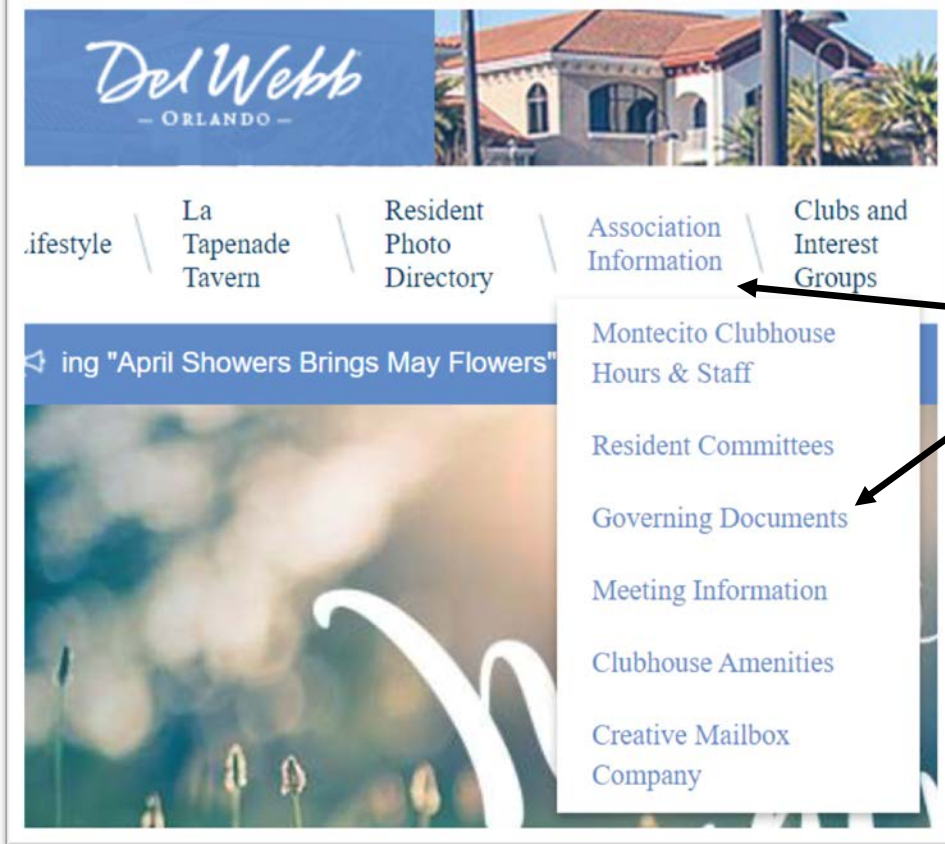 Del Webb
– ORLANDO –
ifestyle
La
Tapenade
Tavern
Resident
Photo
Directory
Association
Information
Clubs and
Interest
Groups
ing "April Showers Brings May Flowers"
Montecito Clubhouse
Hours & Staff
Resident Committees
Governing Documents
Meeting Information
Clubhouse Amenities
Creative Mailbox
Company